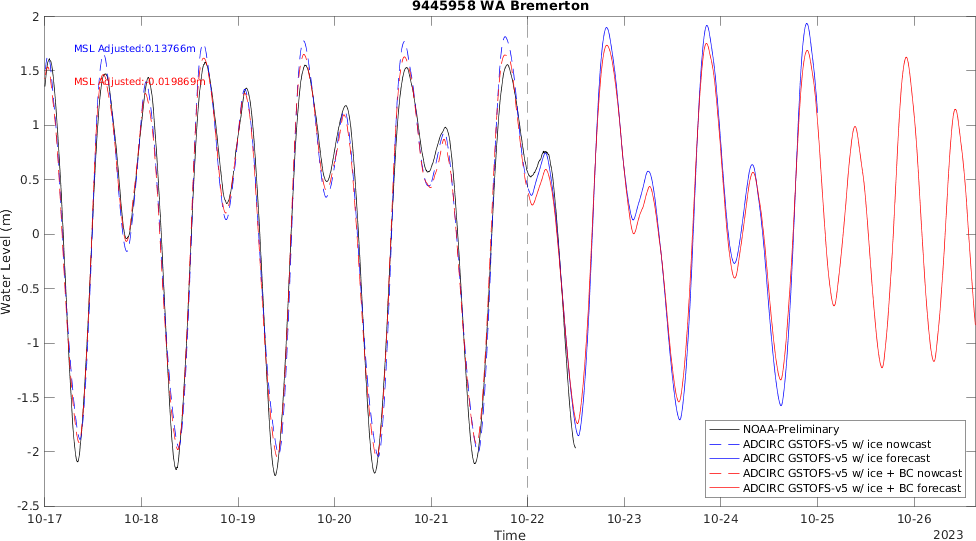 9445958 WA Bremerton
2
1.5
1
0.5
0
-0.5
-1
-1.5
-2
-2.5
Water Level (m)
MSL Adjusted:0.13766m
MSL Adjusted:-0.019869m
NOAA-Preliminary
ADCIRC GSTOFS-v5 w/ ice nowcast
ADCIRC GSTOFS-v5 w/ ice forecast
ADCIRC GSTOFS-v5 w/ ice + BC nowcast
ADCIRC GSTOFS-v5 w/ ice + BC forecast
10-17 10-18 10-19 10-20 10-21 10-22 10-23 10-24 10-25 10-26
Time
2023